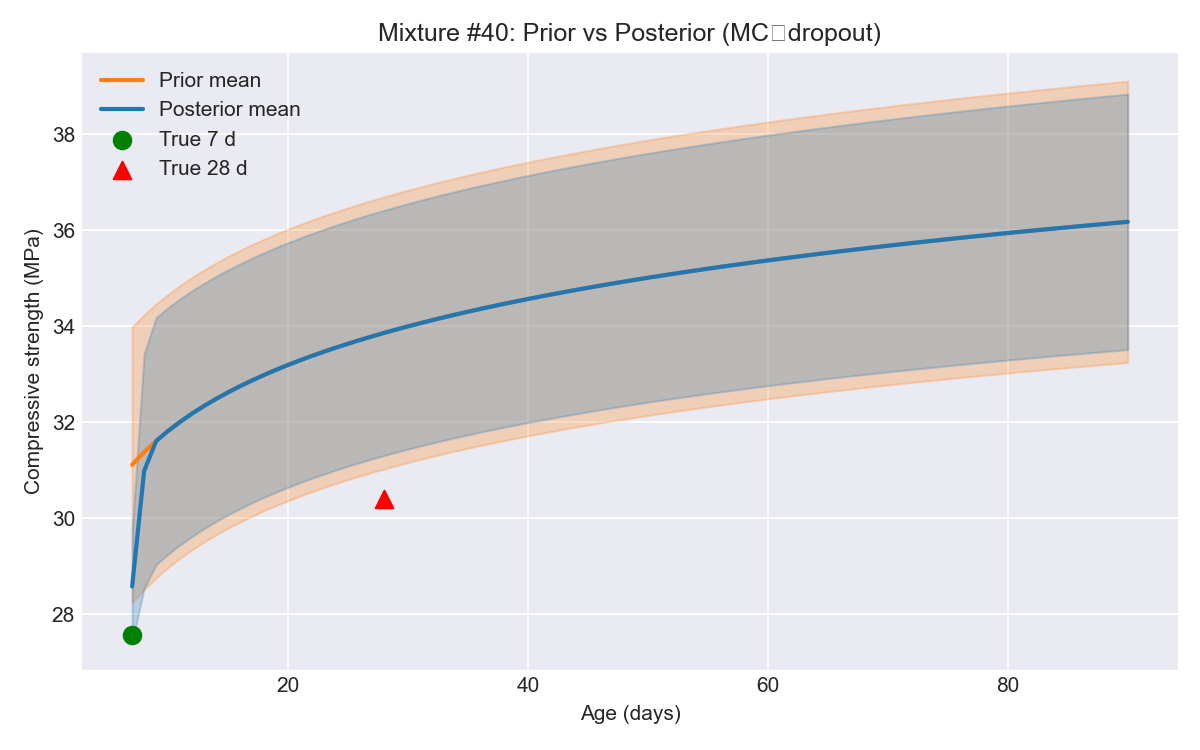 Mixture #40: Prior vs Posterior (MC□dropout)
Prior mean
Posterior mean
True 7 d
True 28 d
Compressive strength (MPa)
38
36
34
32
30
28
20
40
60
80
Age (days)